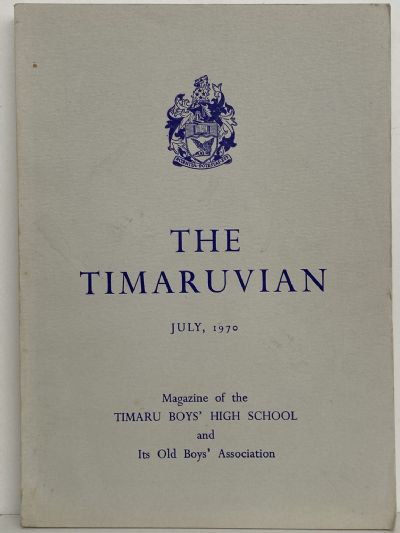 THE
TIMARUVIAN
JULY, 1970
Magazine of the
TIMARU BOYS' HIGH SCHOOL
and
Its Old Boys' Association